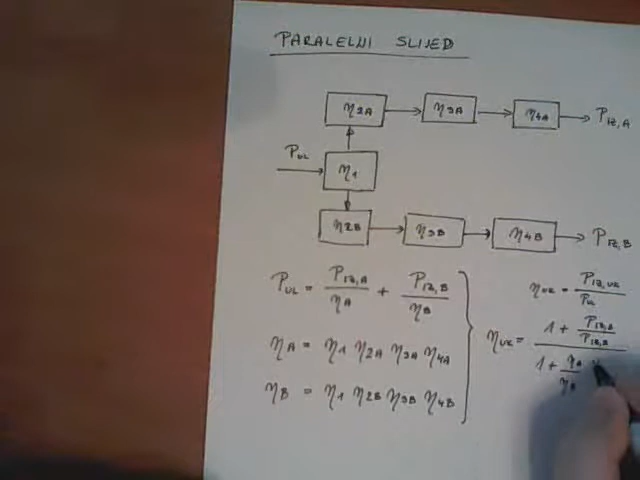 PARALELNI SLIJED
η2A η3A η4A PIZ,A
PUL η1
η2B η3B η4B PIZ,B
PUL = PIZ,A/ηA + PIZ,B/ηB
ηUK = PIZ,UK/PUL
ηA = η1 η2A η3A η4A
ηUK = 1 + PIZ,A/PIZ,B
1 + ηA
ηB = η1 η2B η3B η4B